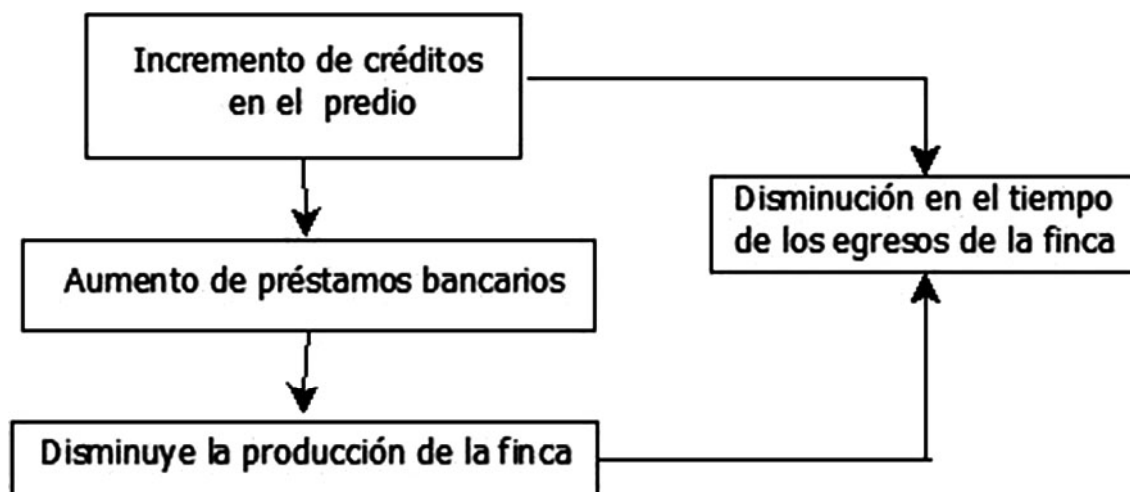 Incremento de créditos
en el predio
Disminución en el tiempo
de los egresos de la finca
Aumento de préstamos bancarios
Disminuye la producción de la finca